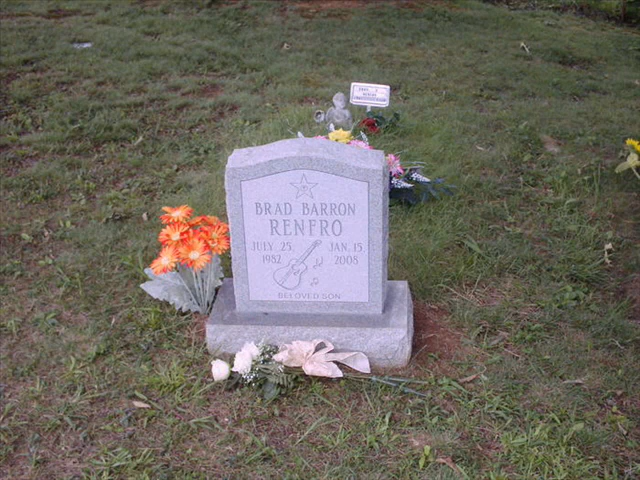 BRAD BARRON
RENFRO
JULY 25 JAN. 15
1982 2008
BELOVED SON